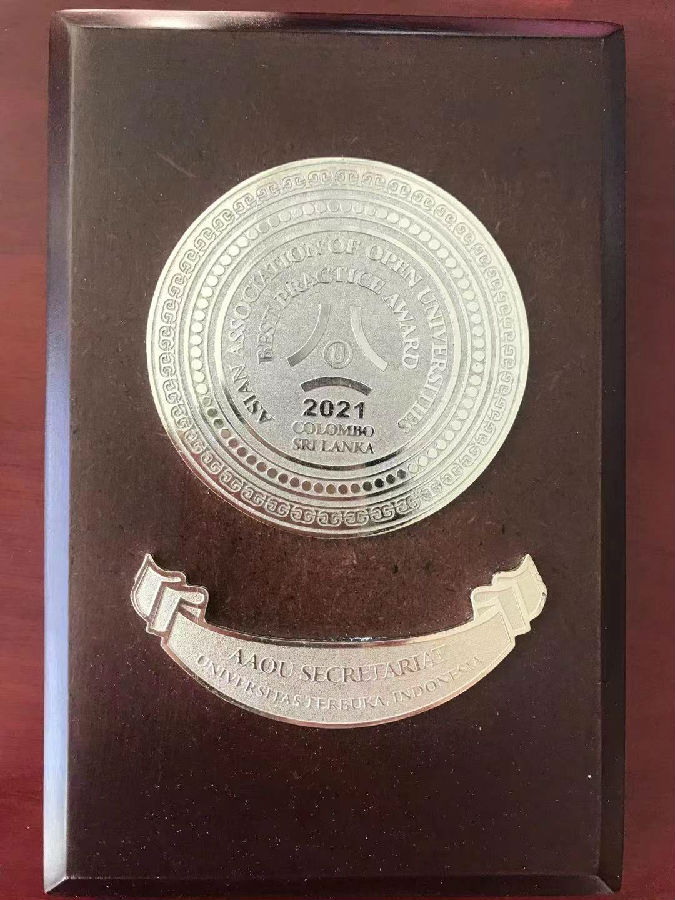 ASIAN ASSOCIATION OF OPEN UNIVERSITIES
BEST PRACTICE AWARD
2021
COLOMBO
SRI LANKA
AAOU SECRETARIAT
UNIVERSITAS TERBUKA, INDONESIA